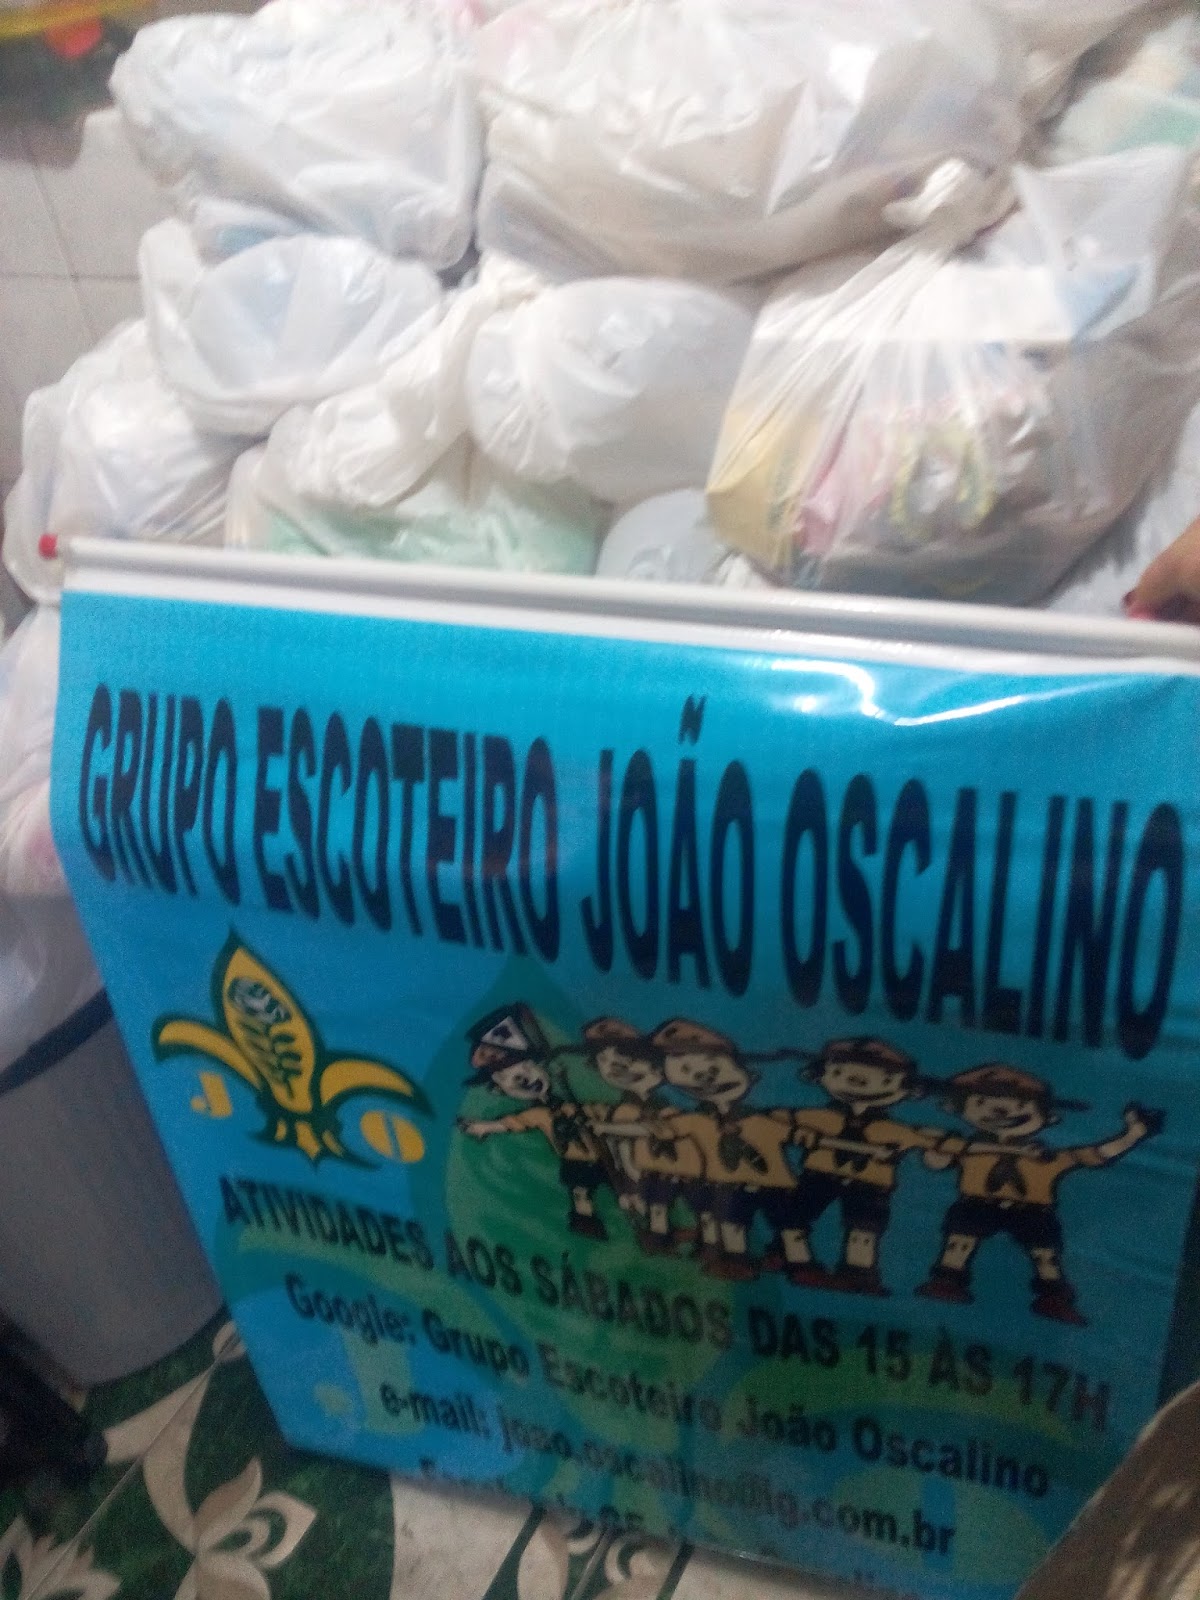 GRUPO ESCOTEIRO JOÃO OSCALINO
J O
ATIVIDADES AOS SÁBADOS DAS 15 ÀS 17H
Google: Grupo Escoteiro João Oscalino
e-mail: joao.oscalino@ig.com.br